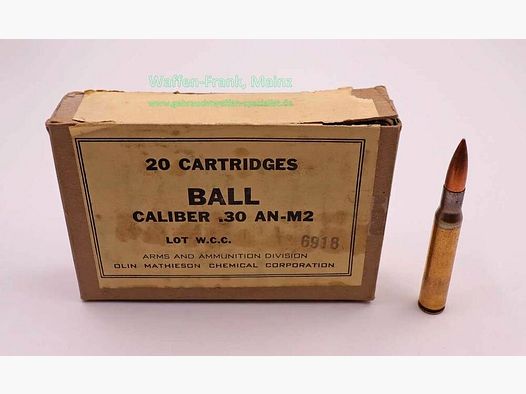 Waffen-Frank, Mainz
www.gebrauchtwaffen-spezialist.de
20 CARTRIDGES
BALL
CALIBER .30 AN-M2
LOT W.C.C. 6918
ARMS AND AMMUNITION DIVISION
OLIN MATHIESON CHEMICAL CORPORATION